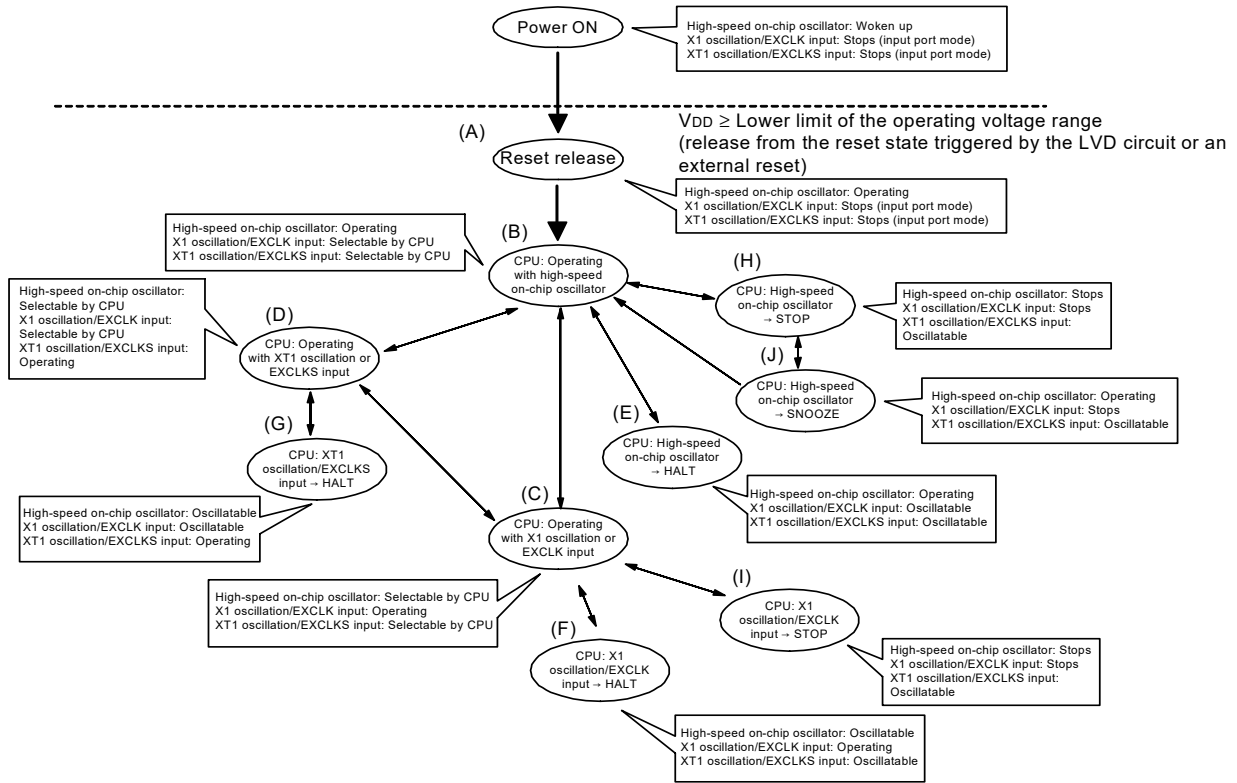 Power ON
High-speed on-chip oscillator: Woken up
X1 oscillation/EXCLK input: Stops (input port mode)
XT1 oscillation/EXCLKS input: Stops (input port mode)
VDD ≥ Lower limit of the operating voltage range
(release from the reset state triggered by the LVD circuit or an
external reset)
(A)
Reset release
High-speed on-chip oscillator: Operating
X1 oscillation/EXCLK input: Stops (input port mode)
XT1 oscillation/EXCLKS input: Stops (input port mode)
High-speed on-chip oscillator: Operating
X1 oscillation/EXCLK input: Selectable by CPU
XT1 oscillation/EXCLKS input: Selectable by CPU
(B)
CPU: Operating
with high-speed
on-chip oscillator
(H)
CPU: High-speed
on-chip oscillator
→ STOP
High-speed on-chip oscillator: Stops
X1 oscillation/EXCLK input: Stops
XT1 oscillation/EXCLKS input:
Oscillatable
High-speed on-chip oscillator:
Selectable by CPU
X1 oscillation/EXCLK input:
Selectable by CPU
XT1 oscillation/EXCLKS input:
Operating
(D)
CPU: Operating
with XT1 oscillation or
EXCLKS input
(J)
CPU: High-speed
on-chip oscillator
→ SNOOZE
High-speed on-chip oscillator: Operating
X1 oscillation/EXCLK input: Stops
XT1 oscillation/EXCLKS input: Oscillatable
(G)
CPU: XT1
oscillation/EXCLKS
input → HALT
(E)
CPU: High-speed
on-chip oscillator
→ HALT
High-speed on-chip oscillator: Oscillatable
X1 oscillation/EXCLK input: Oscillatable
XT1 oscillation/EXCLKS input: Operating
High-speed on-chip oscillator: Operating
X1 oscillation/EXCLK input: Oscillatable
XT1 oscillation/EXCLKS input: Oscillatable
(C)
CPU: Operating
with X1 oscillation or
EXCLK input
High-speed on-chip oscillator: Selectable by CPU
X1 oscillation/EXCLK input: Operating
XT1 oscillation/EXCLKS input: Selectable by CPU
(I)
CPU: X1
oscillation/EXCLK
input → STOP
High-speed on-chip oscillator: Stops
X1 oscillation/EXCLK input: Stops
XT1 oscillation/EXCLKS input:
Oscillatable
(F)
CPU: X1
oscillation/EXCLK
input → HALT
High-speed on-chip oscillator: Oscillatable
X1 oscillation/EXCLK input: Operating
XT1 oscillation/EXCLKS input: Oscillatable